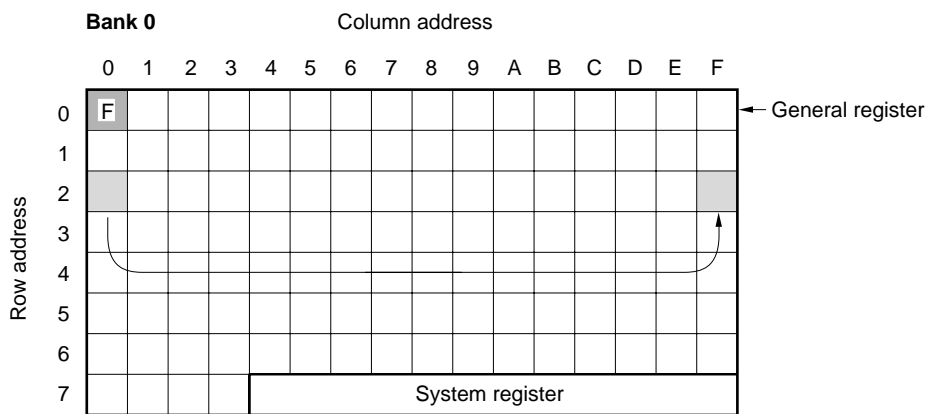 Bank 0 Column address
0 1 2 3 4 5 6 7 8 9 A B C D E F
0 F General register
1
2
3
4
5
6
7 System register
Row address